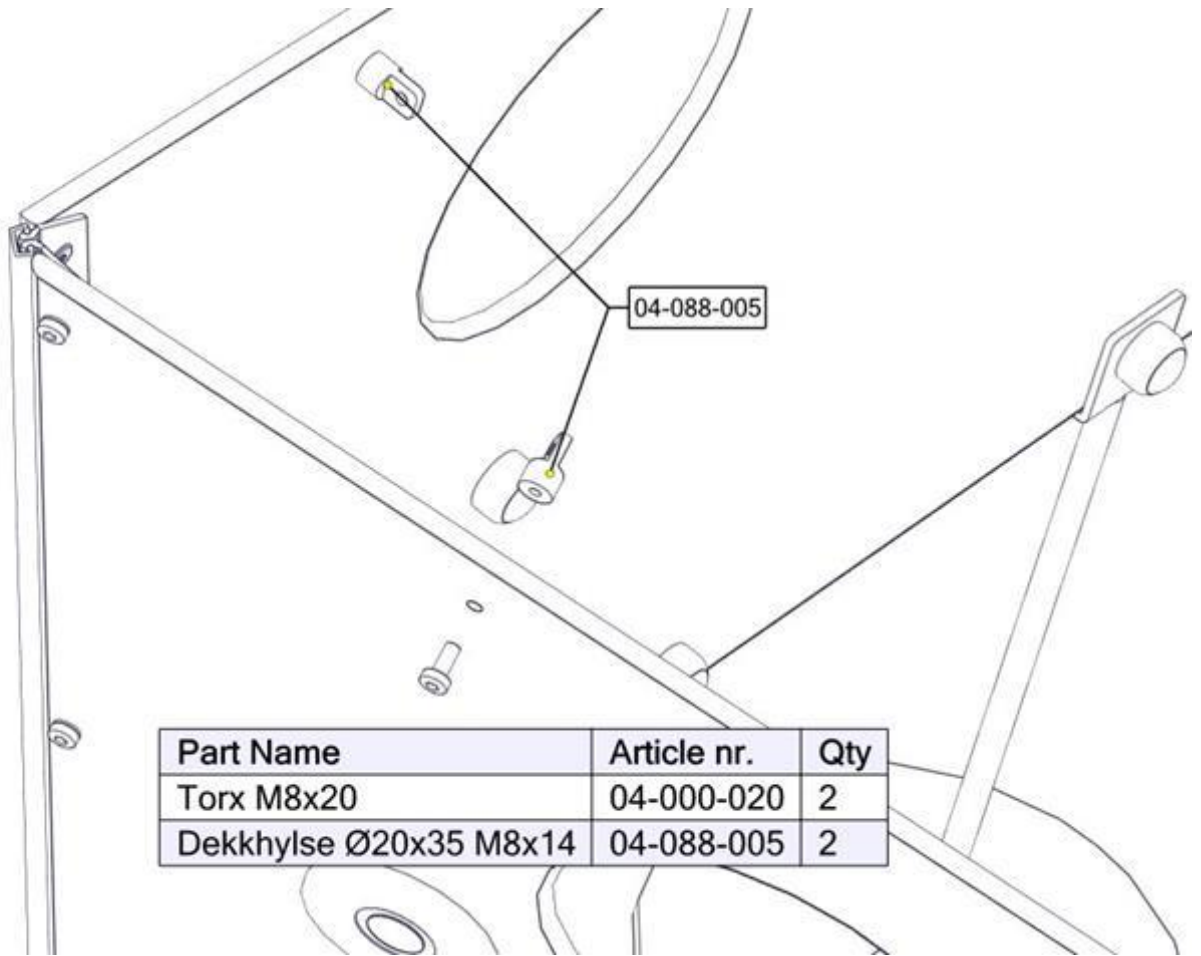 04-088-005
Part Name Article nr. Qty
Torx M8x20 04-000-020 2
Dekkhylse Ø20x35 M8x14 04-088-005 2